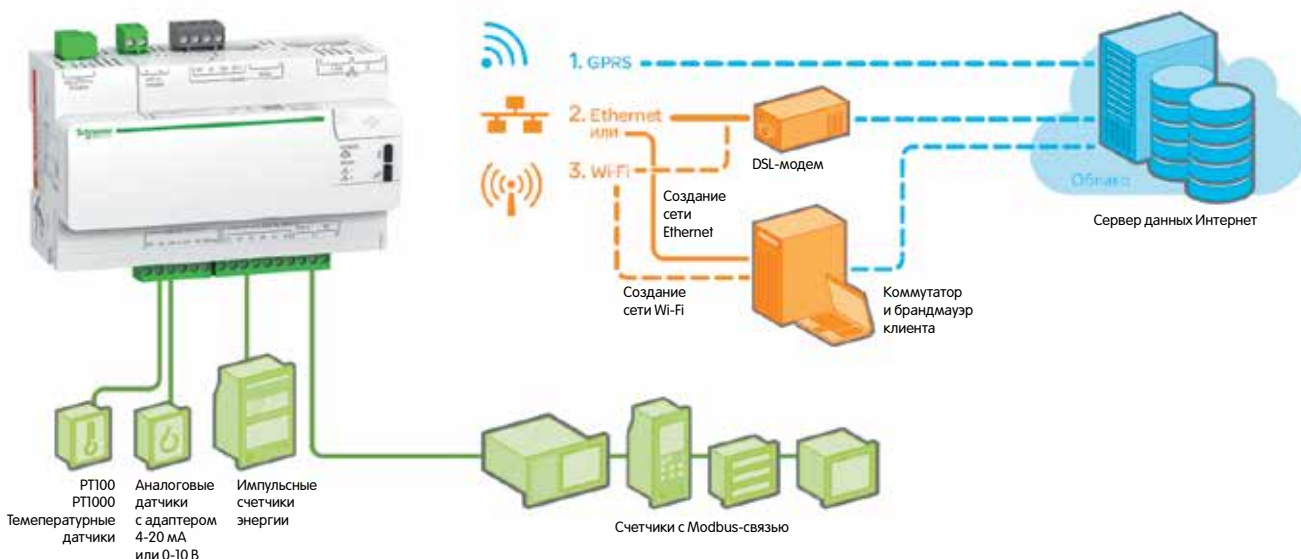 Schneider
1. GPRS
2. Ethernet
или
3. Wi-Fi
DSL-модем
Создание
сети
Ethernet
Создание
сети Wi-Fi
Коммутатор
и брандмауэр
клиента
Облако
Сервер данных Интернет
PT100
PT1000
Темепературные
датчики
Аналоговые
датчики
с адаптером
4-20 мА
или 0-10 В
Импульсные
счетчики
энергии
Счетчики с Modbus-связью